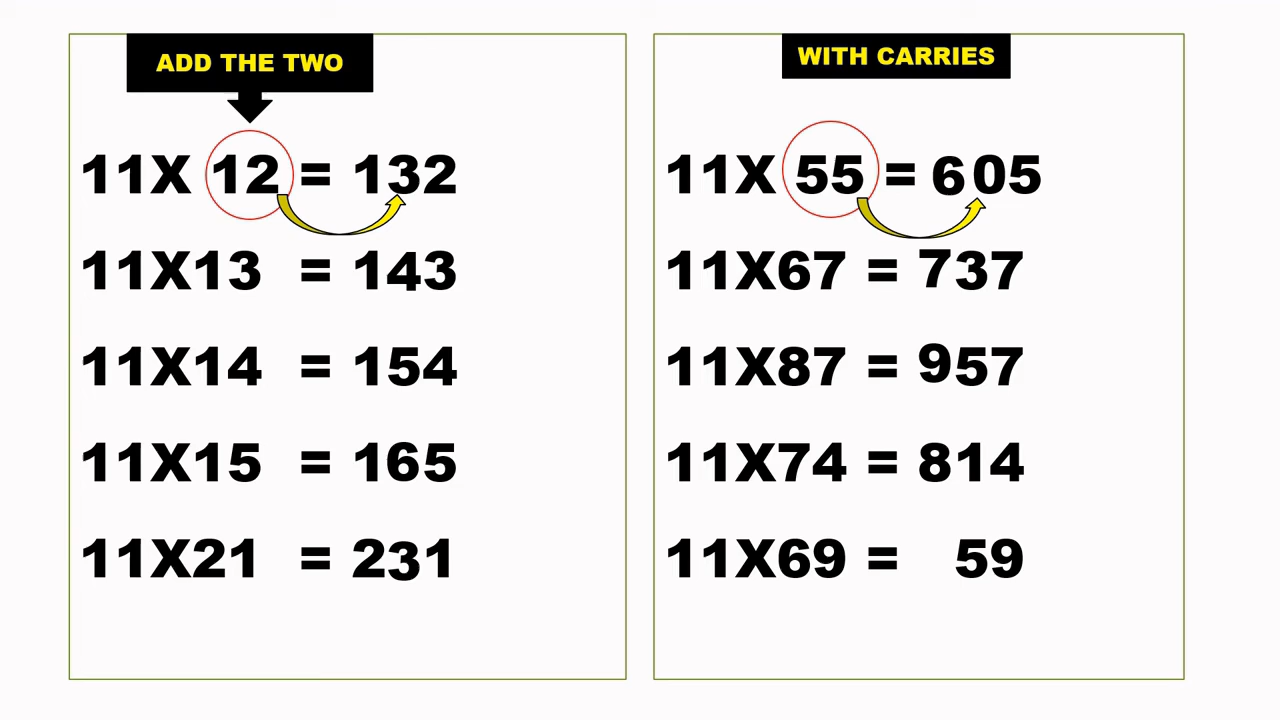 ADD THE TWO
11X 12 = 132
11X13 = 143
11X14 = 154
11X15 = 165
11X21 = 231
WITH CARRIES
11X 55 = 605
11X67 = 737
11X87 = 957
11X74 = 814
11X69 = 59